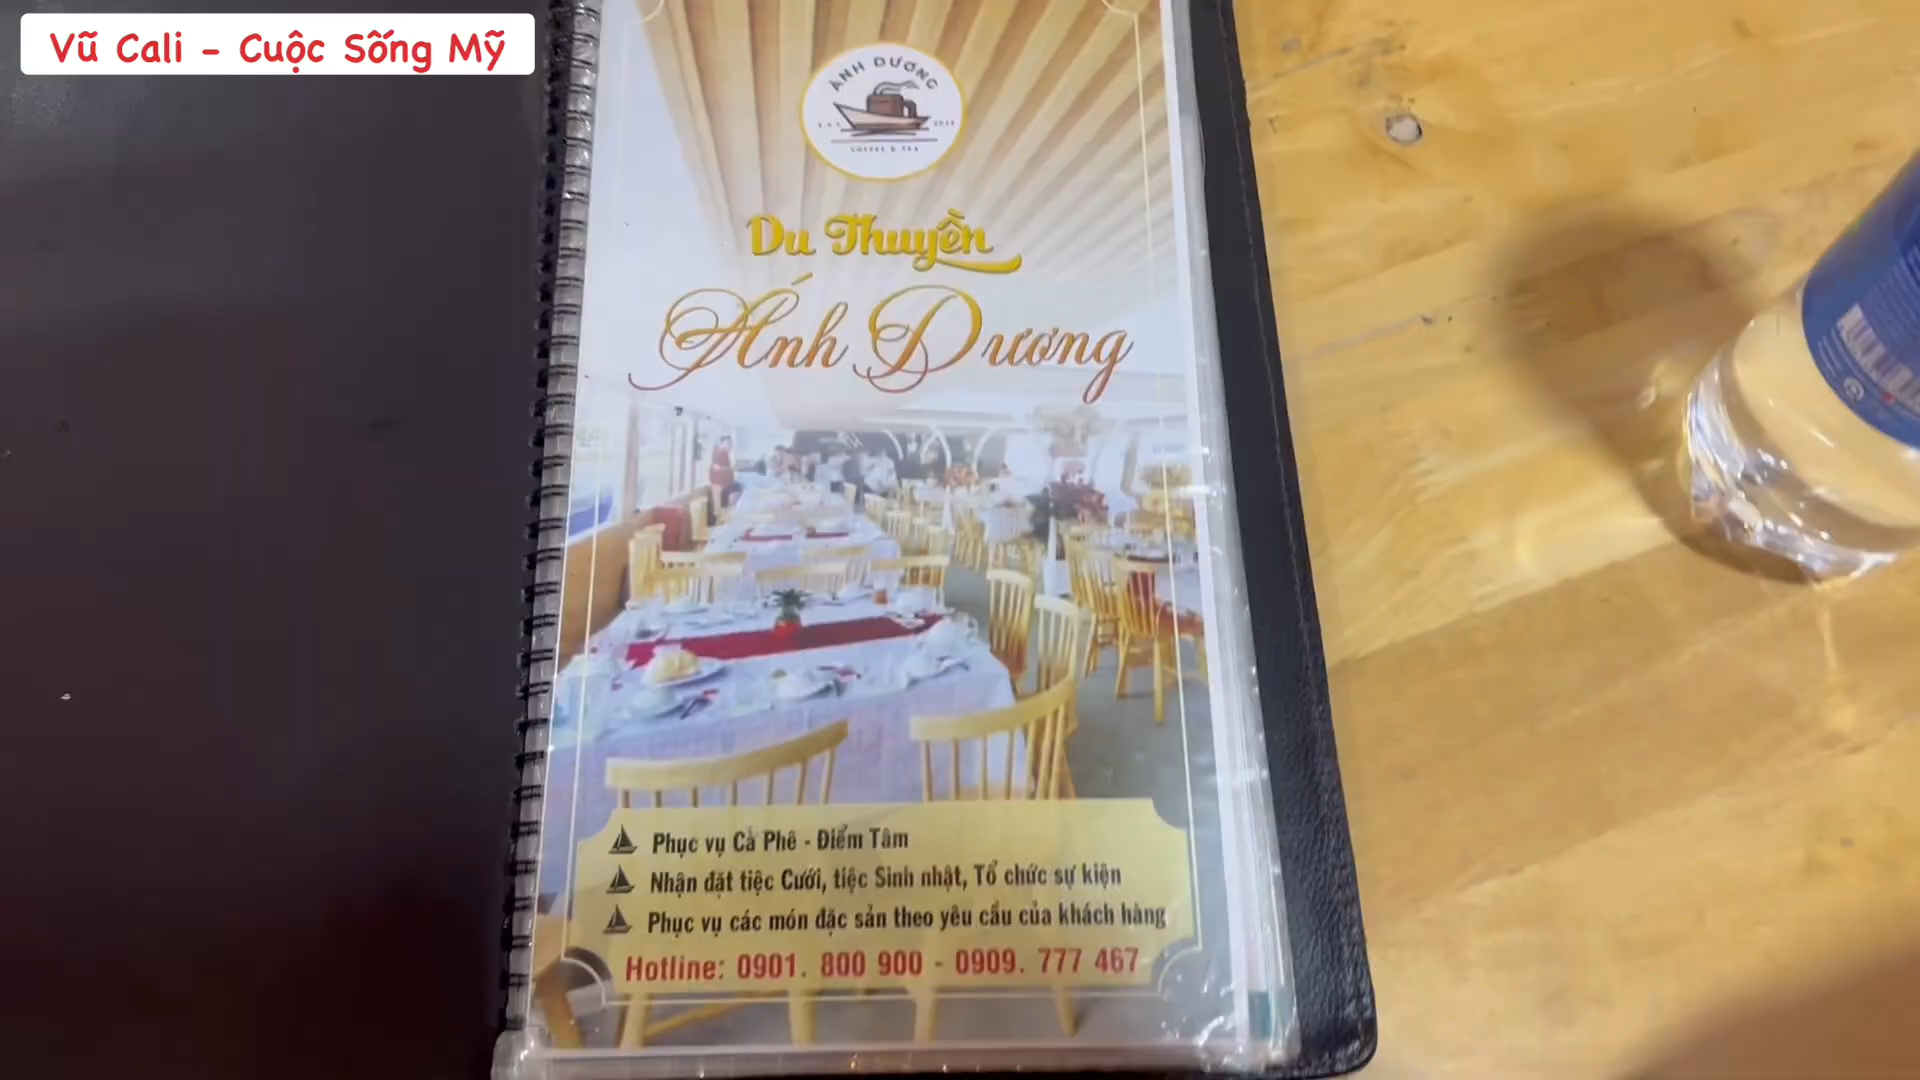 Vũ Cali - Cuộc Sống Mỹ
ÁNH DƯƠNG
COFFEE & TEA
Du Thuyền
Ánh Dương
Phục vụ Cà Phê - Điểm Tâm
Nhận đặt tiệc Cưới, tiệc Sinh nhật, Tổ chức sự kiện
Phục vụ các món đặc sản theo yêu cầu của khách hàng
Hotline: 0901. 800 900 - 0909. 777 467